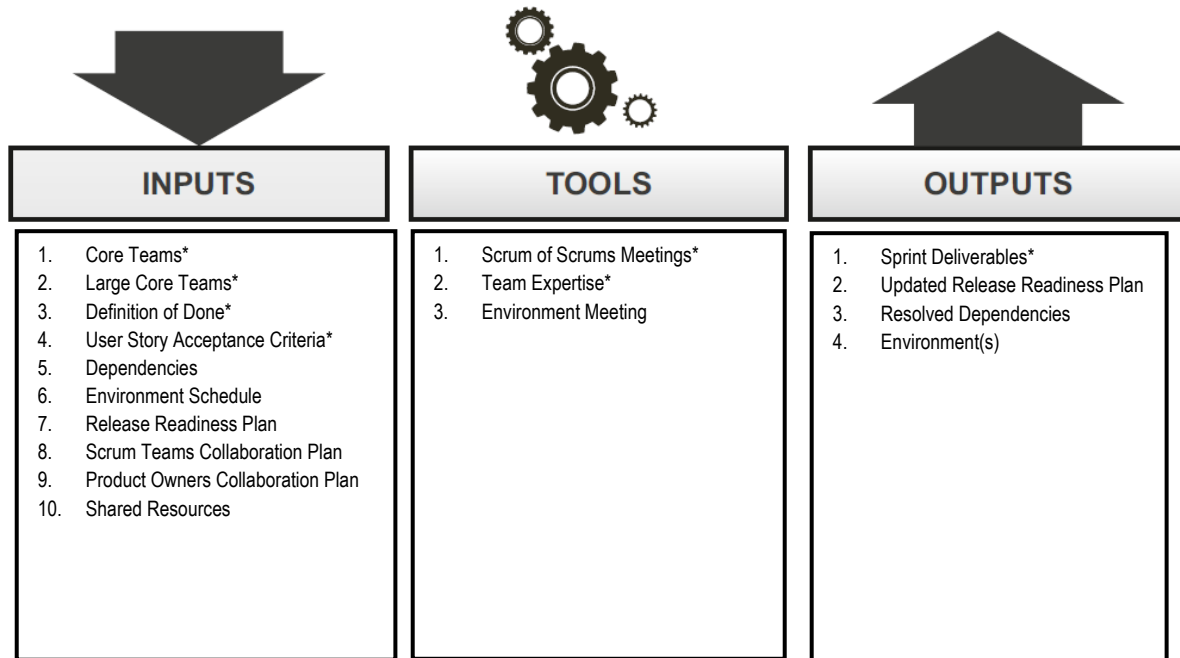 INPUTS
1. Core Teams*
2. Large Core Teams*
3. Definition of Done*
4. User Story Acceptance Criteria*
5. Dependencies
6. Environment Schedule
7. Release Readiness Plan
8. Scrum Teams Collaboration Plan
9. Product Owners Collaboration Plan
10. Shared Resources
TOOLS
1. Scrum of Scrums Meetings*
2. Team Expertise*
3. Environment Meeting
OUTPUTS
1. Sprint Deliverables*
2. Updated Release Readiness Plan
3. Resolved Dependencies
4. Environment(s)